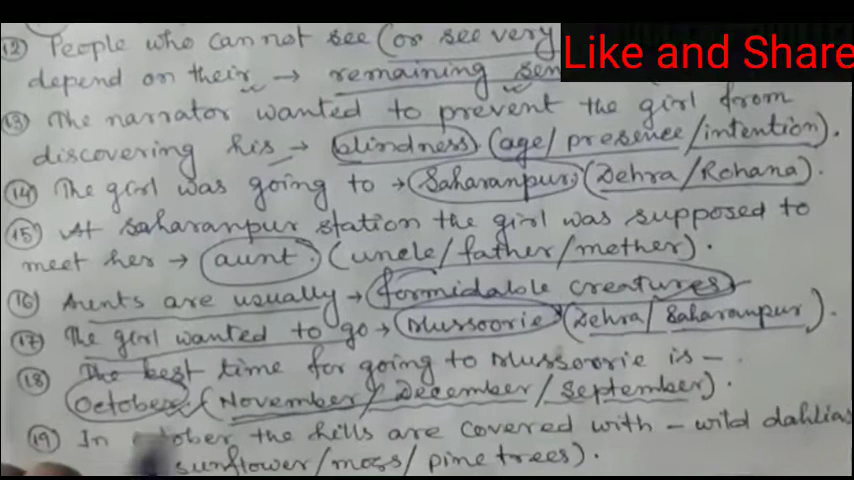 (12) People who cannot see (or see very
Like and Share
depend on their → remaining sen
(13) The narrator wanted to prevent the girl from
discovering his → blindness (age/presence/intention).
(14) The girl was going to → Saharanpur. (Dehra/Rohana).
(15) At Saharanpur station the girl was supposed to
meet her → aunt. (uncle/father/mother).
(16) Aunts are usually → formidable creatures
(17) The girl wanted to go → Mussoorie (Dehra/Saharanpur).
(18) The best time for going to Mussoorie is –
October (November/December/September).
(19) In October the hills are covered with – wild dahlias
sunflower/moss/pine trees).